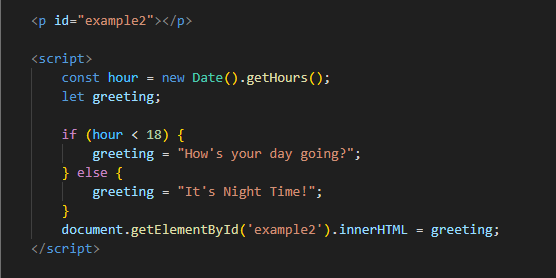 <p id="example2"></p>
<script>
const hour = new Date().getHours();
let greeting;
if (hour < 18) {
greeting = "How's your day going?";
} else {
greeting = "It's Night Time!";
}
document.getElementById('example2').innerHTML = greeting;
</script>